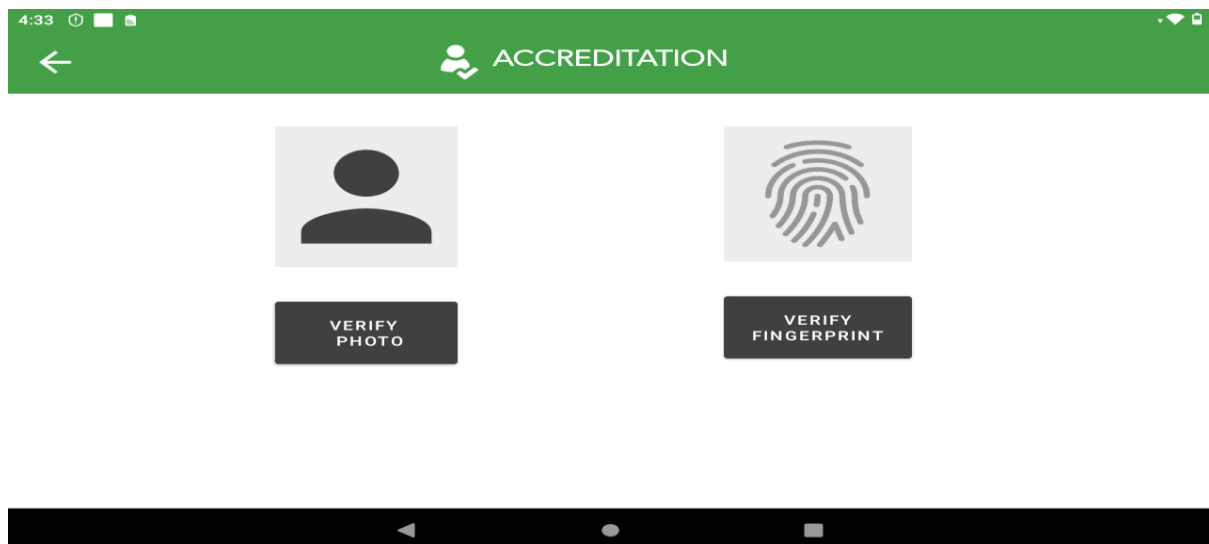 4:33
ACCREDITATION
VERIFY
PHOTO
VERIFY
FINGERPRINT